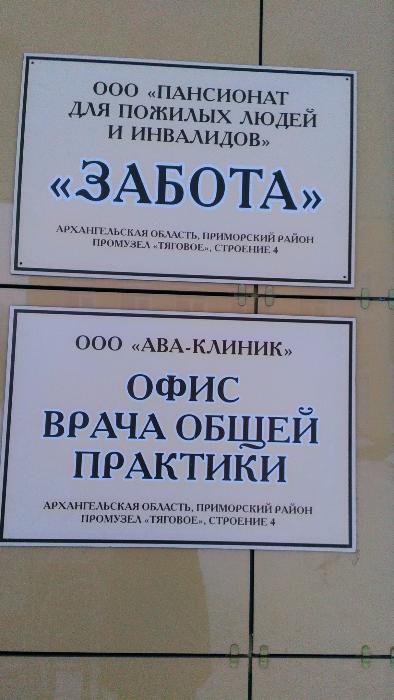 ООО «ПАНСИОНАТ
ДЛЯ ПОЖИЛЫХ ЛЮДЕЙ
И ИНВАЛИДОВ»
«ЗАБОТА»
АРХАНГЕЛЬСКАЯ ОБЛАСТЬ, ПРИМОРСКИЙ РАЙОН
ПРОМУЗЕЛ «ТЯГОВОЕ», СТРОЕНИЕ 4
ООО «АВА-КЛИНИК»
ОФИС
ВРАЧА ОБЩЕЙ
ПРАКТИКИ
АРХАНГЕЛЬСКАЯ ОБЛАСТЬ, ПРИМОРСКИЙ РАЙОН
ПРОМУЗЕЛ «ТЯГОВОЕ», СТРОЕНИЕ 4